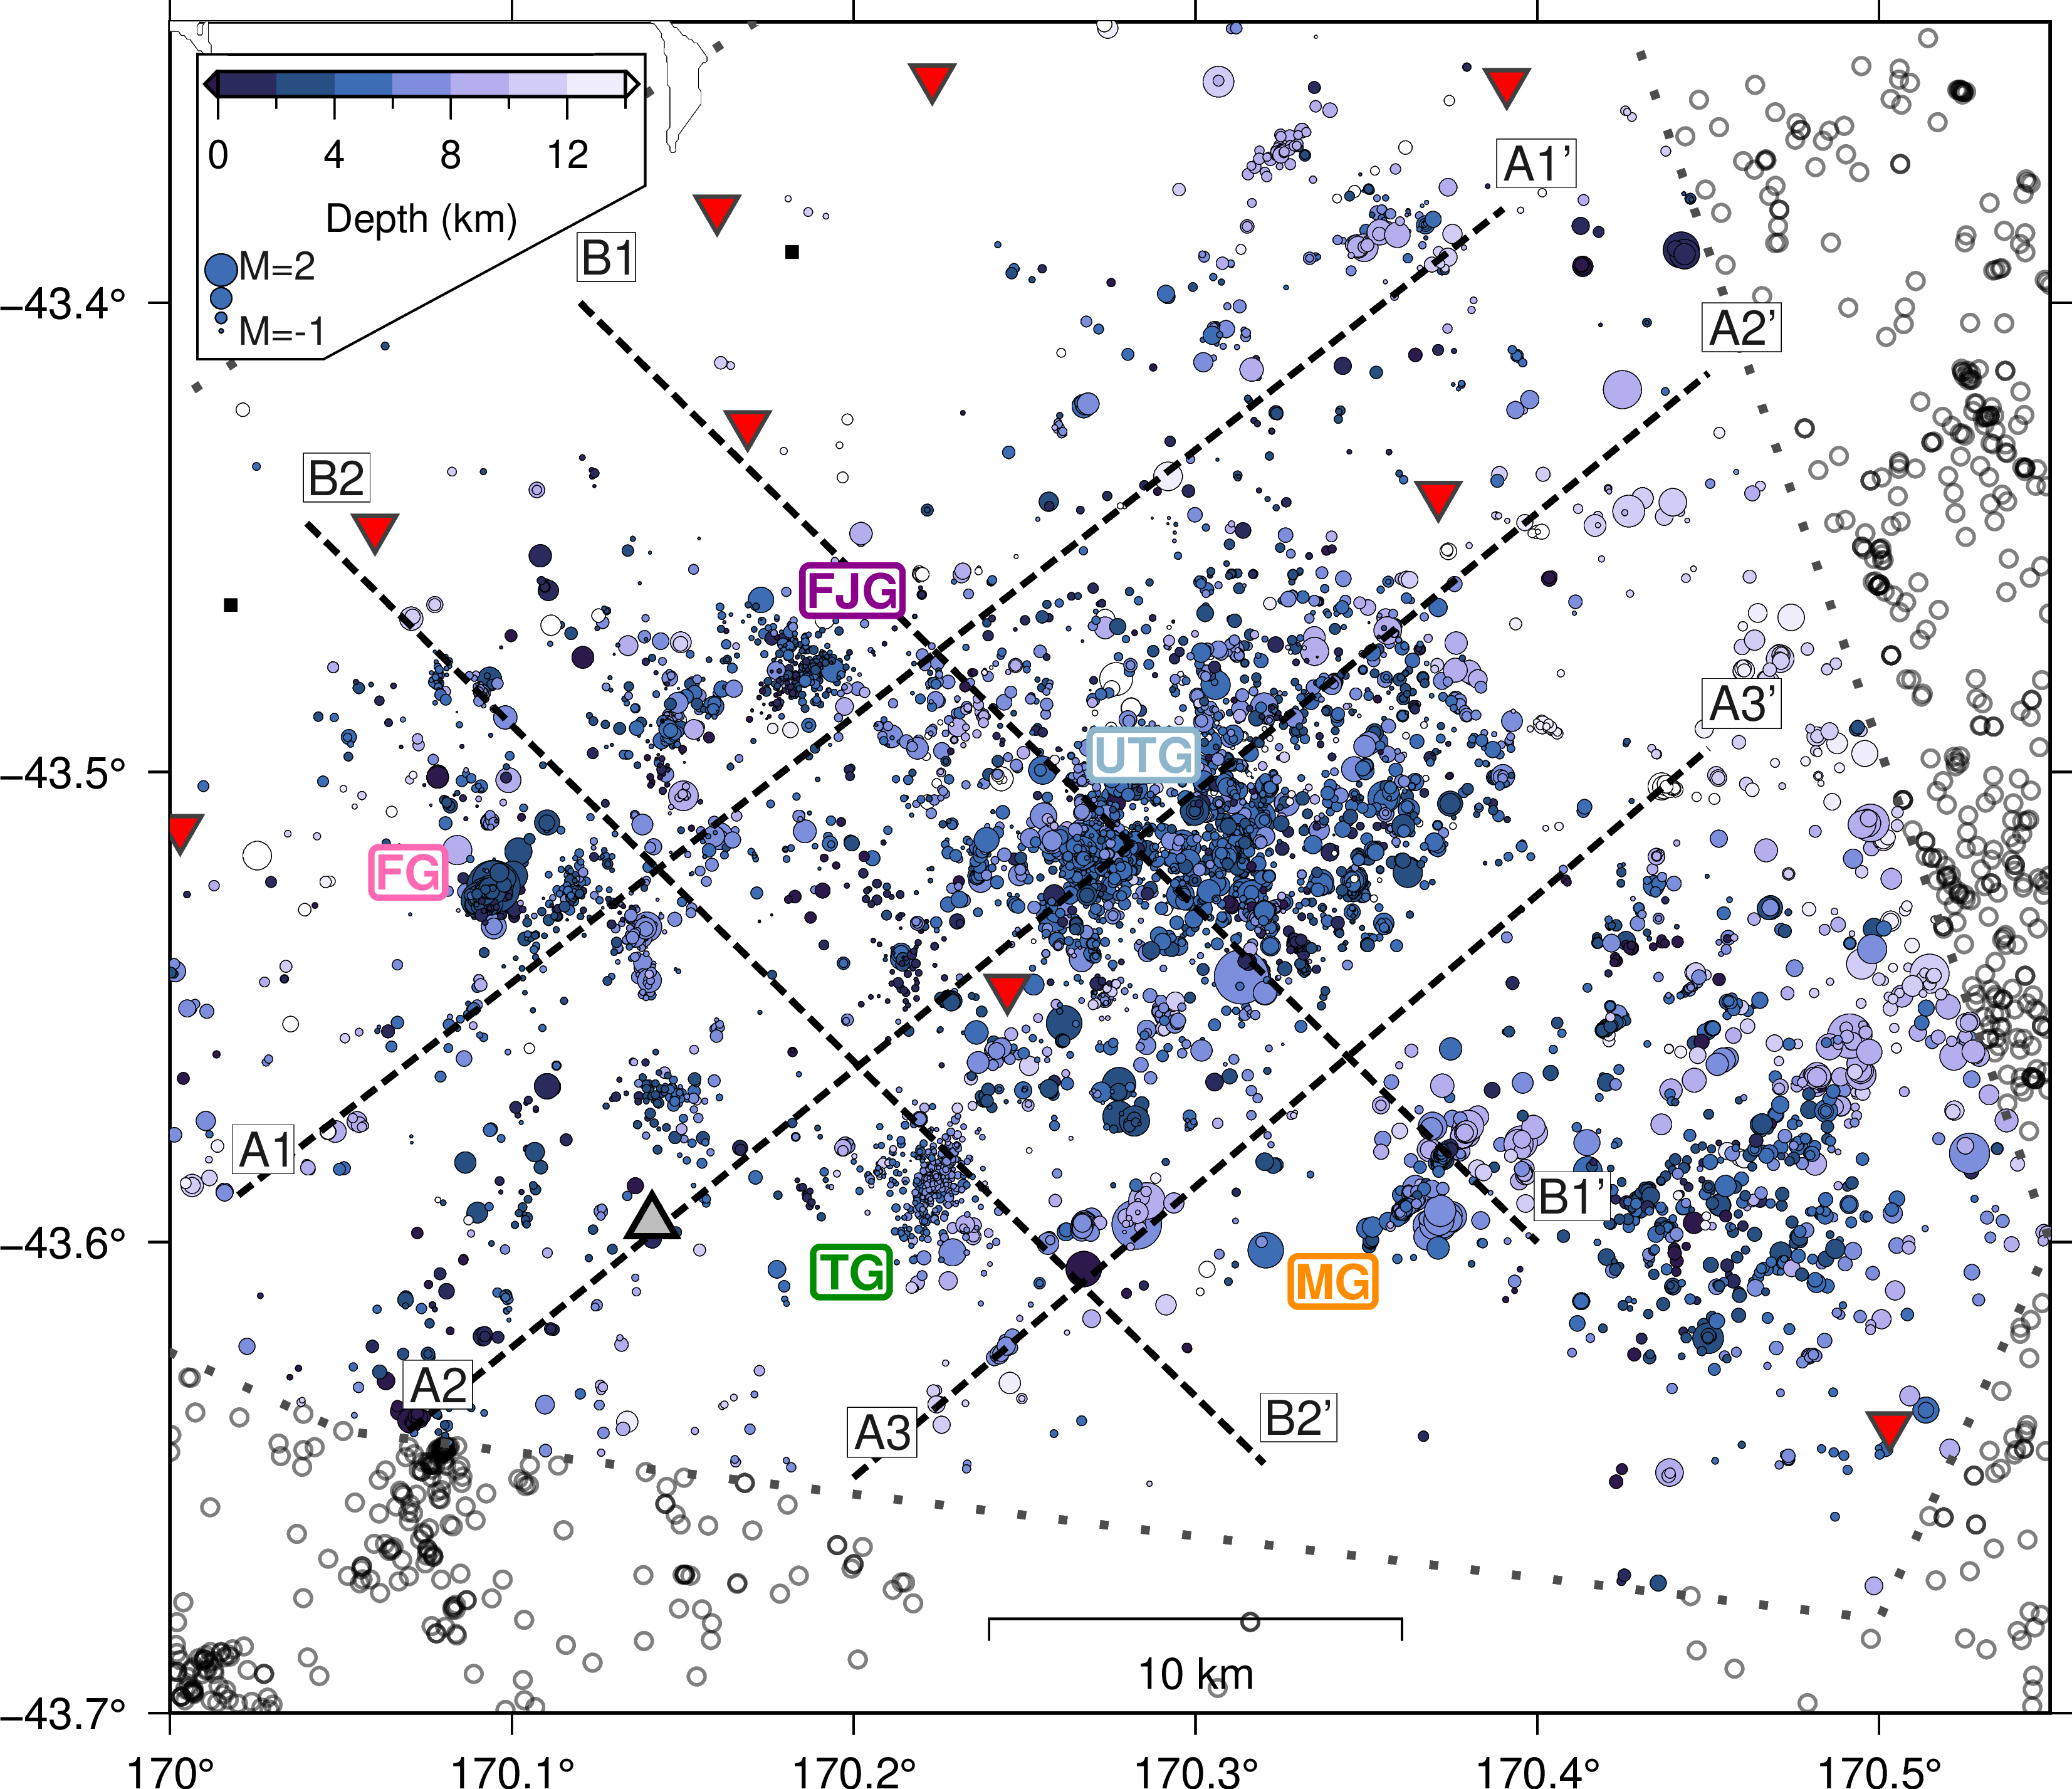 0 4 8 12
Depth (km)
M=2
M=-1
A1’
B1
–43.4°
A2’
B2
FJG
A3’
UTG
–43.5°
FG
A1
B1’
–43.6°
TG
MG
A2
A3
B2’
10 km
–43.7°
170° 170.1° 170.2° 170.3° 170.4° 170.5°